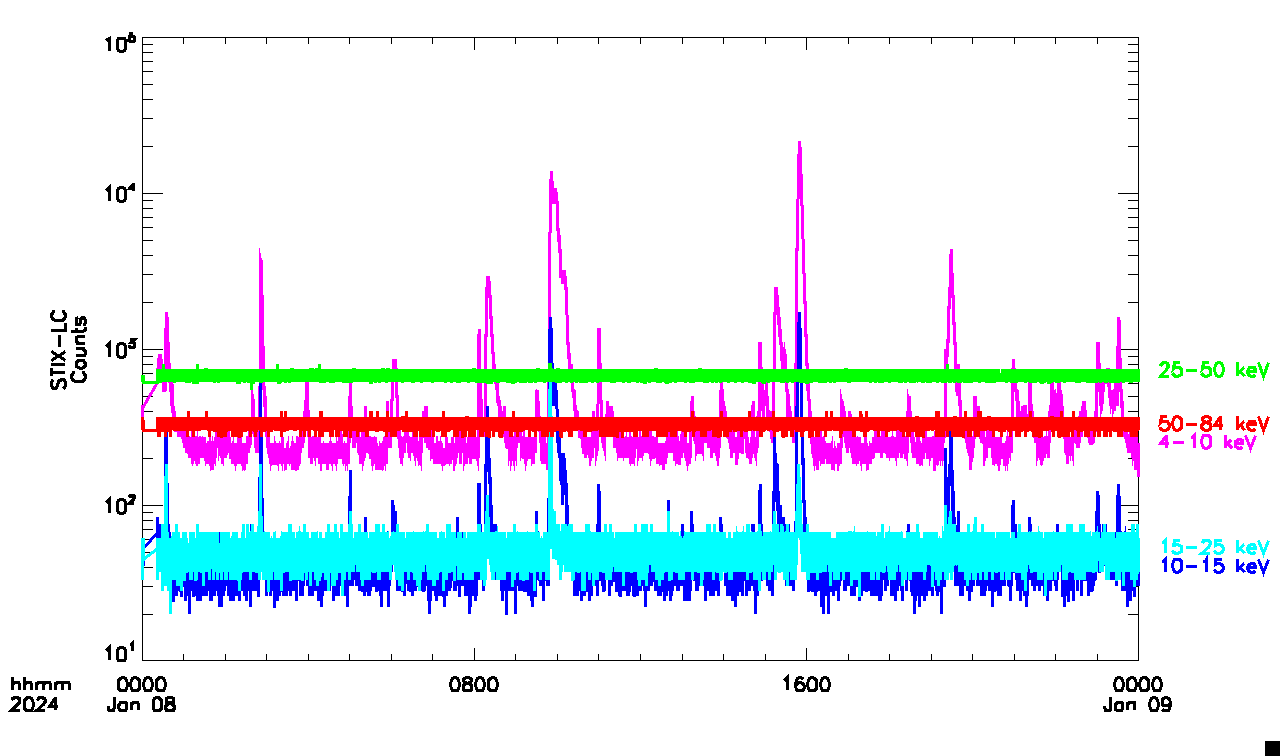 10⁵
10⁴
10³
10²
10¹
STIX-LC
Counts
25-50 keV
50-84 keV
4-10 keV
15-25 keV
10-15 keV
hhmm 0000 0800 1600 0000
2024 Jan 08 Jan 09